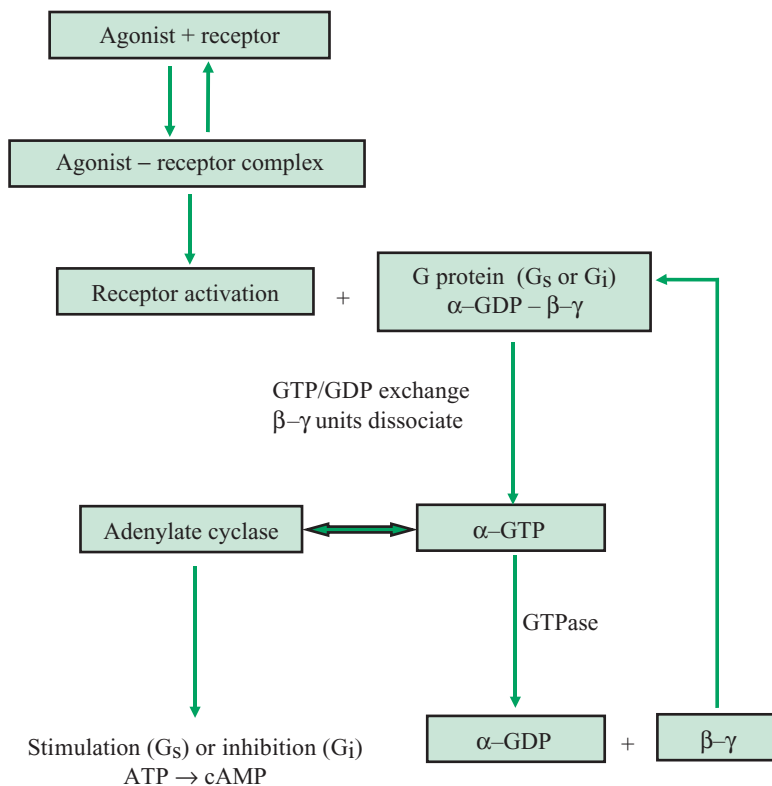 Agonist + receptor
Agonist – receptor complex
Receptor activation + G protein (Gs or Gi)
α–GDP – β–γ
GTP/GDP exchange
β–γ units dissociate
Adenylate cyclase
α–GTP
GTPase
Stimulation (Gs) or inhibition (Gi)
ATP → cAMP
α–GDP + β–γ